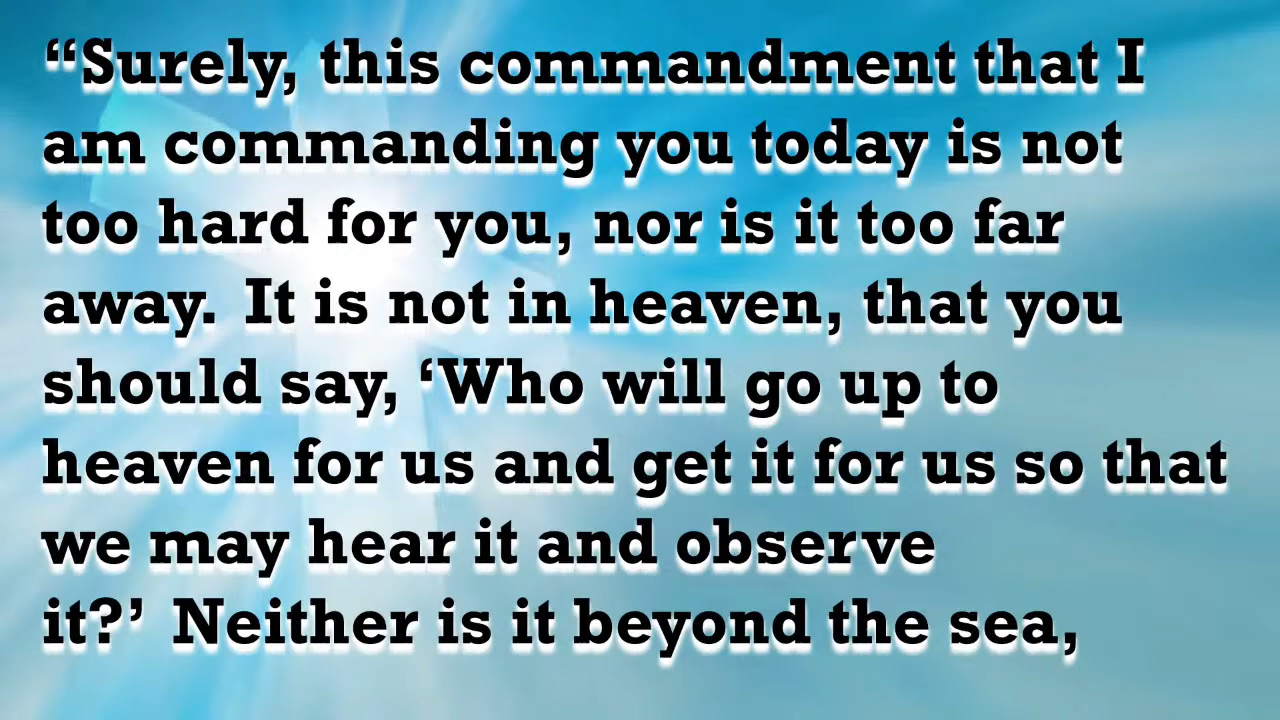 “Surely, this commandment that I
am commanding you today is not
too hard for you, nor is it too far
away. It is not in heaven, that you
should say, ‘Who will go up to
heaven for us and get it for us so that
we may hear it and observe
it?’ Neither is it beyond the sea,